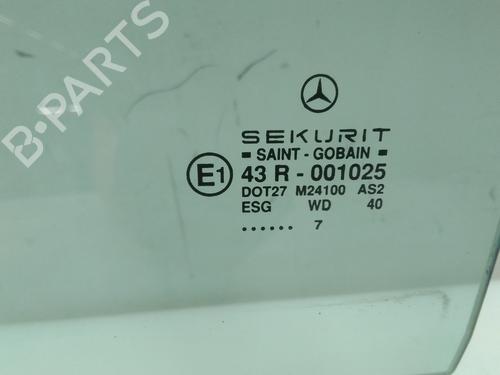 B-PARTS
SEKURIT
SAINT - GOBAIN
E1 43 R - 001025
DOT27 M24100 AS2
ESG WD 40
...... 7